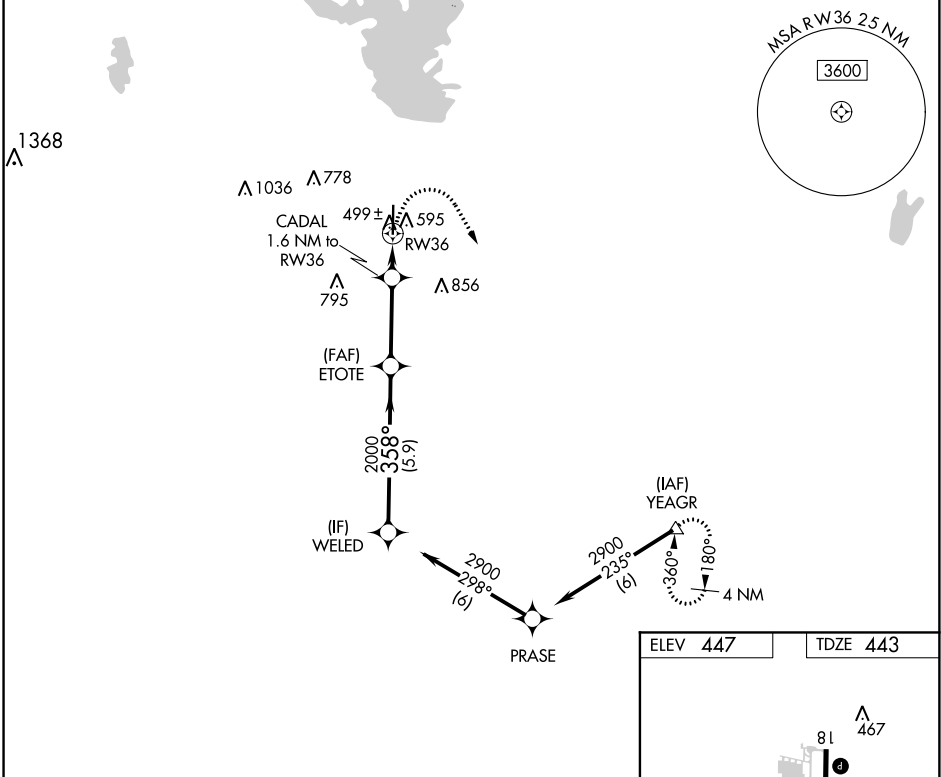 MSA RW36 25 NM
3600
1368
1036
778
499±
595
RW36
CADAL
1.6 NM to
RW36
795
856
(FAF)
ETOTE
2000
358°
(5.9)
(IF)
WELED
(IAF)
YEAGR
2900
235°
(6)
360°
180°
4 NM
2900
298°
(6)
PRASE
ELEV 447
TDZE 443
467
18
P